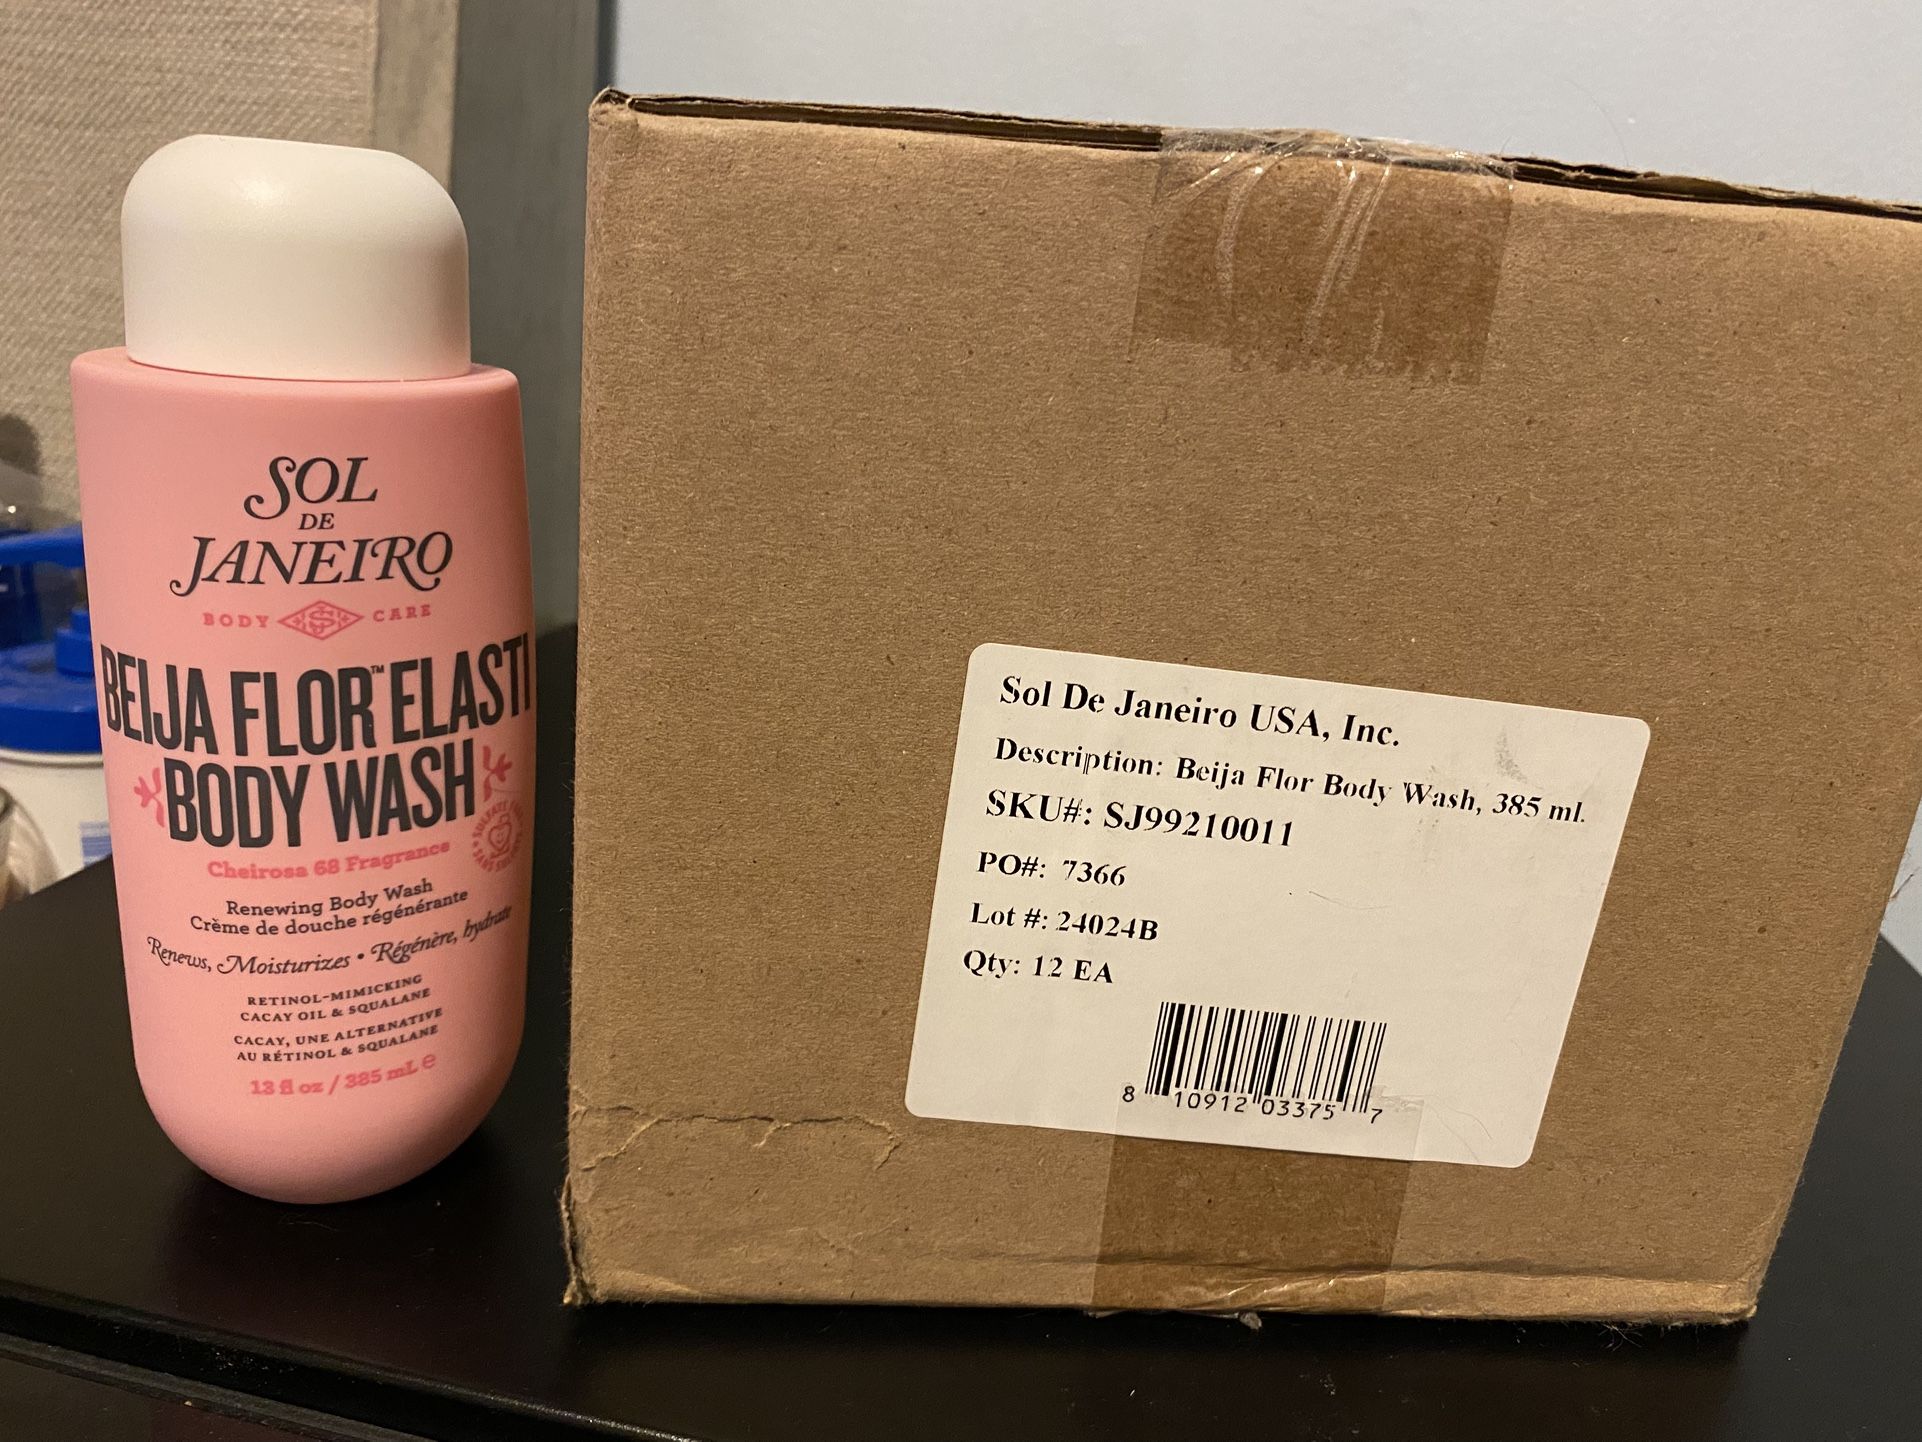 SOL
DE
JANEIRO
BODY CARE
BEIJA FLOR™ ELASTI
BODY WASH
Cheirosa 68 Fragrance
Renewing Body Wash
Crème de douche régénérante
Renews, Moisturizes • Régénère, hydrate
RETINOL-MIMICKING
CACAY OIL & SQUALANE
CACAY, UNE ALTERNATIVE
AU RÉTINOL & SQUALANE
13 fl oz / 385 mL e
Sol De Janeiro USA, Inc.
Description: Beija Flor Body Wash, 385 ml.
SKU#: SJ99210011
PO#: 7366
Lot #: 24024B
Qty: 12 EA
8 10912 03375 7